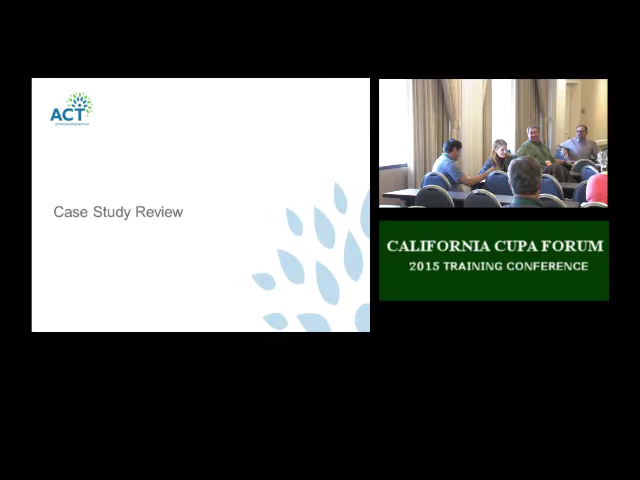 ACT
Case Study Review
CALIFORNIA CUPA FORUM
2015 TRAINING CONFERENCE